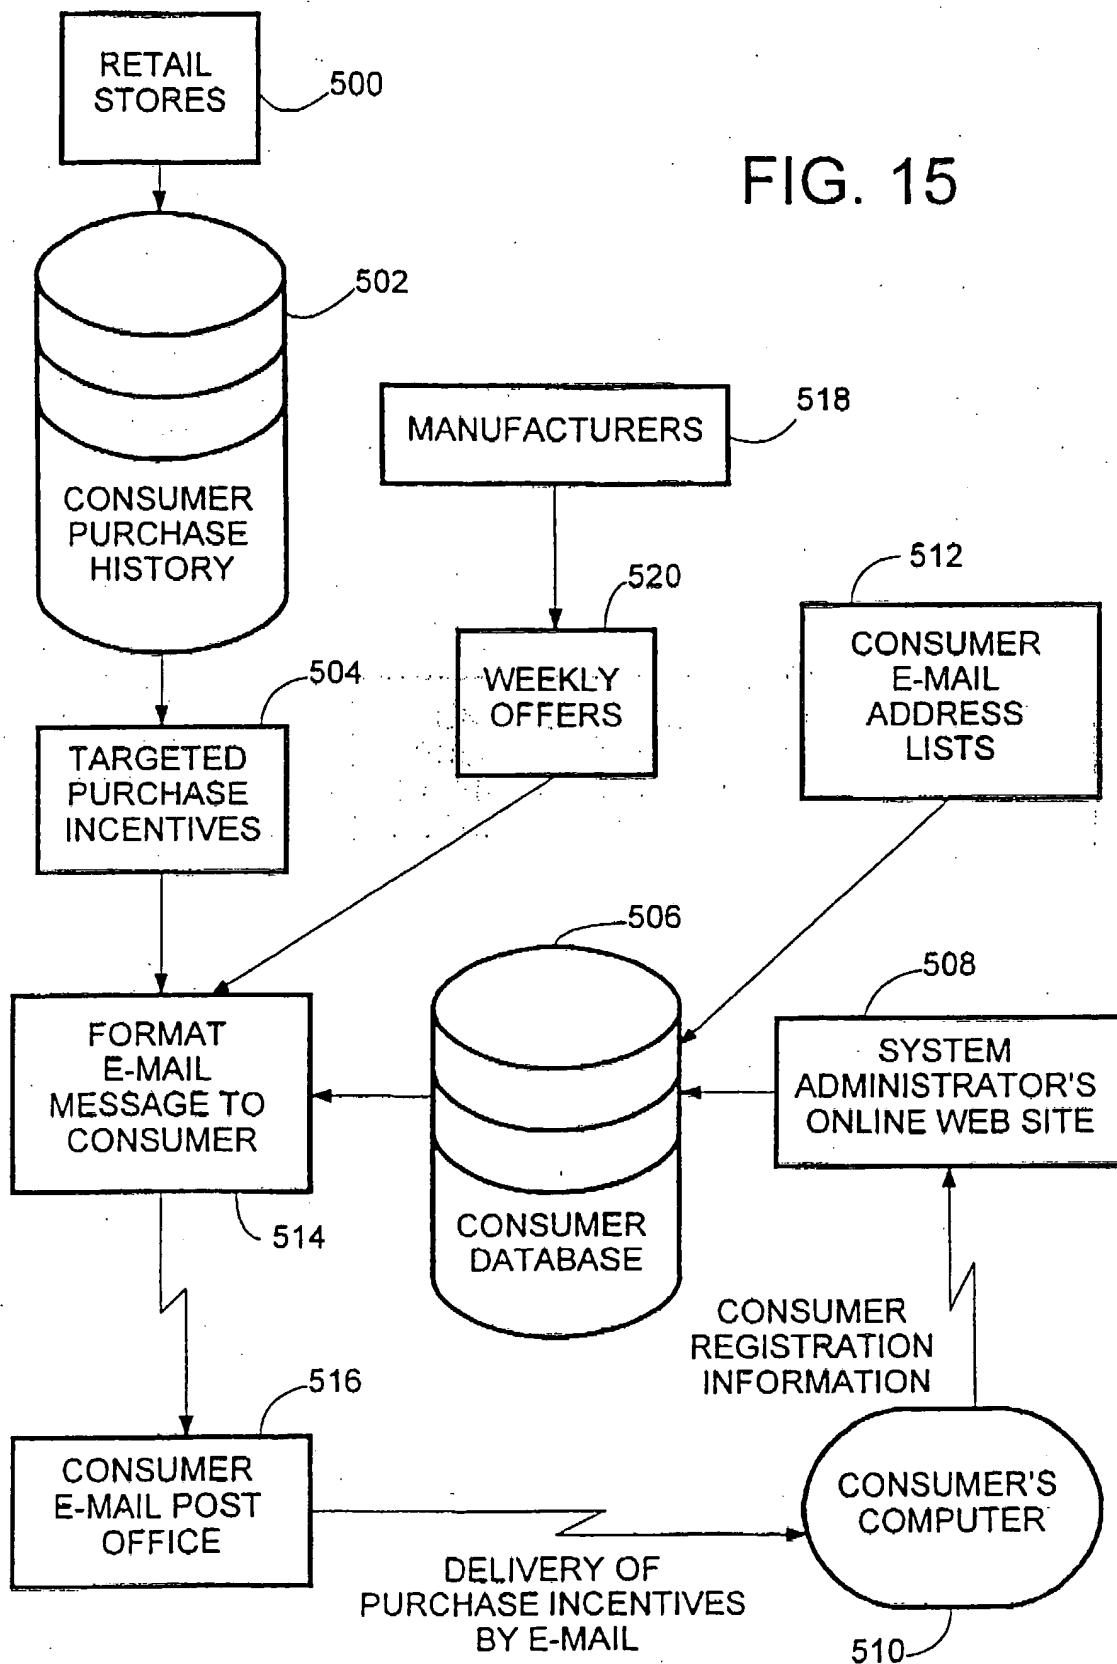 RETAIL
STORES
500
FIG. 15
502
CONSUMER
PURCHASE
HISTORY
MANUFACTURERS
518
520
WEEKLY
OFFERS
512
CONSUMER
E-MAIL
ADDRESS
LISTS
504
TARGETED
PURCHASE
INCENTIVES
506
CONSUMER
DATABASE
508
SYSTEM
ADMINISTRATOR'S
ONLINE WEB SITE
FORMAT
E-MAIL
MESSAGE TO
CONSUMER
514
CONSUMER
REGISTRATION
INFORMATION
516
CONSUMER
E-MAIL POST
OFFICE
DELIVERY OF
PURCHASE INCENTIVES
BY E-MAIL
CONSUMER'S
COMPUTER
510